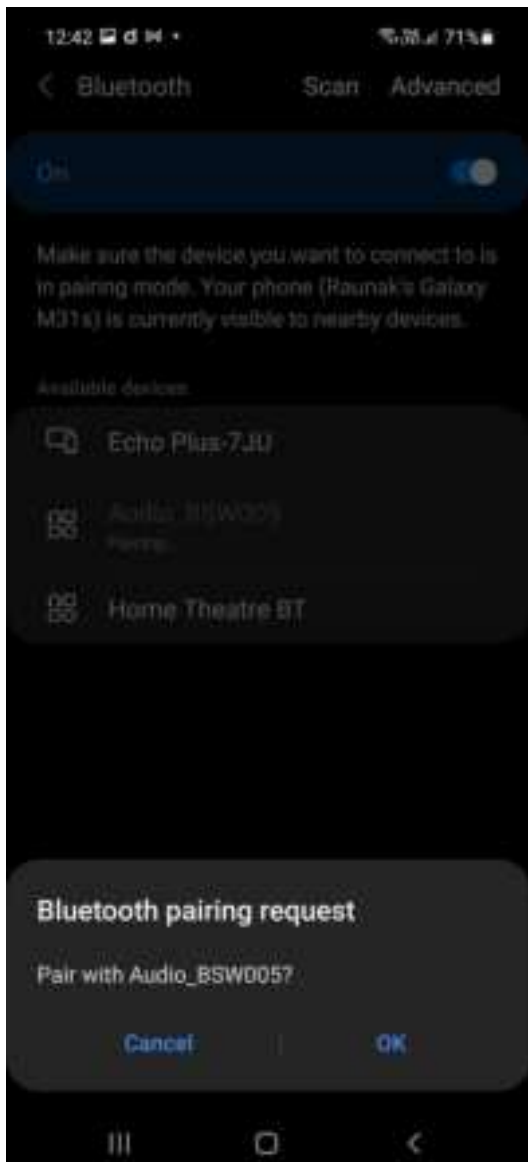 12:42 71%
Bluetooth Scan Advanced
On
Make sure the device you want to connect to is
in pairing mode. Your phone (Raunak's Galaxy
M31s) is currently visible to nearby devices.
Available devices
Echo Plus-7JU
Audio_BSW005
Pairing...
Home Theatre BT
Bluetooth pairing request
Pair with Audio_BSW005?
Cancel OK